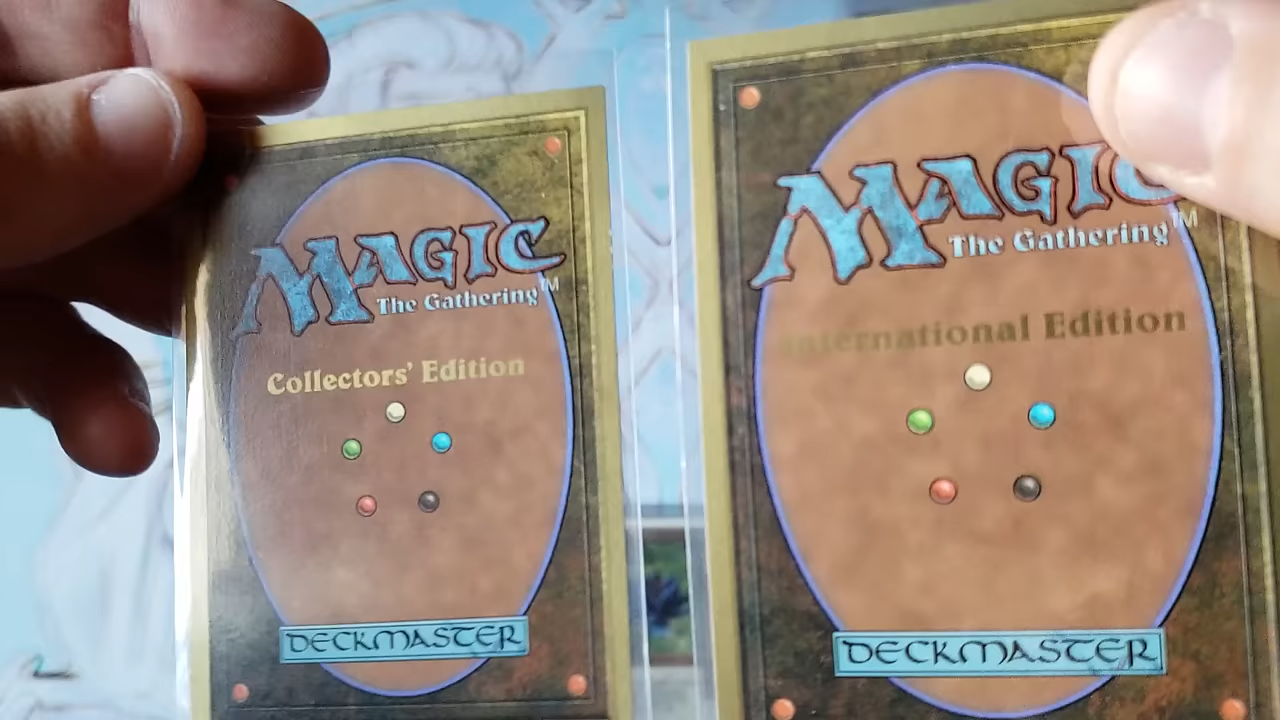 MAGIC
The Gathering™
Collectors' Edition
DECKMASTER
MAGIC
The Gathering™
International Edition
DECKMASTER